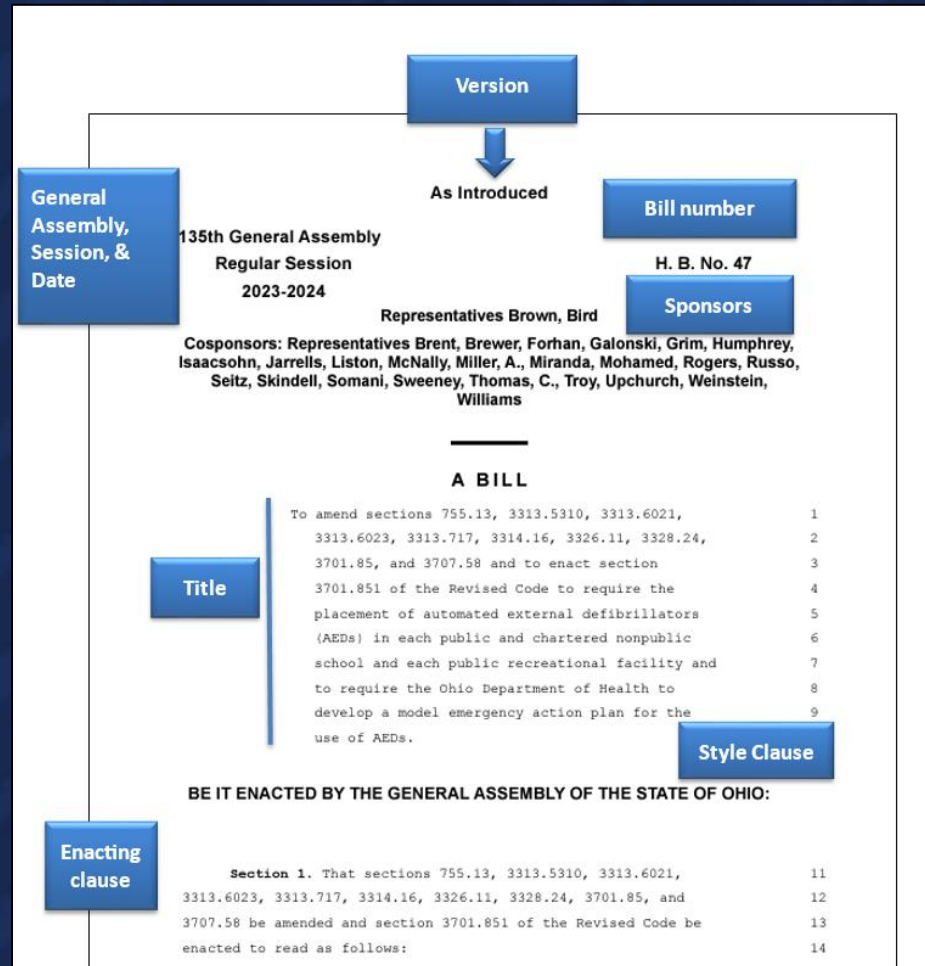 Version
General
Assembly,
Session, &
Date
As Introduced
Bill number
135th General Assembly
Regular Session
H. B. No. 47
2023-2024
Sponsors
Representatives Brown, Bird
Cosponsors: Representatives Brent, Brewer, Forhan, Galonski, Grim, Humphrey,
Isaacsohn, Jarrells, Liston, McNally, Miller, A., Miranda, Mohamed, Rogers, Russo,
Seitz, Skindell, Somani, Sweeney, Thomas, C., Troy, Upchurch, Weinstein,
Williams
A BILL
Title
To amend sections 755.13, 3313.5310, 3313.6021, 1
3313.6023, 3313.717, 3314.16, 3326.11, 3328.24, 2
3701.85, and 3707.58 and to enact section 3
3701.851 of the Revised Code to require the 4
placement of automated external defibrillators 5
(AEDs) in each public and chartered nonpublic 6
school and each public recreational facility and 7
to require the Ohio Department of Health to 8
develop a model emergency action plan for the 9
use of AEDs.
Style Clause
BE IT ENACTED BY THE GENERAL ASSEMBLY OF THE STATE OF OHIO:
Enacting
clause
Section 1. That sections 755.13, 3313.5310, 3313.6021, 11
3313.6023, 3313.717, 3314.16, 3326.11, 3328.24, 3701.85, and 12
3707.58 be amended and section 3701.851 of the Revised Code be 13
enacted to read as follows: 14